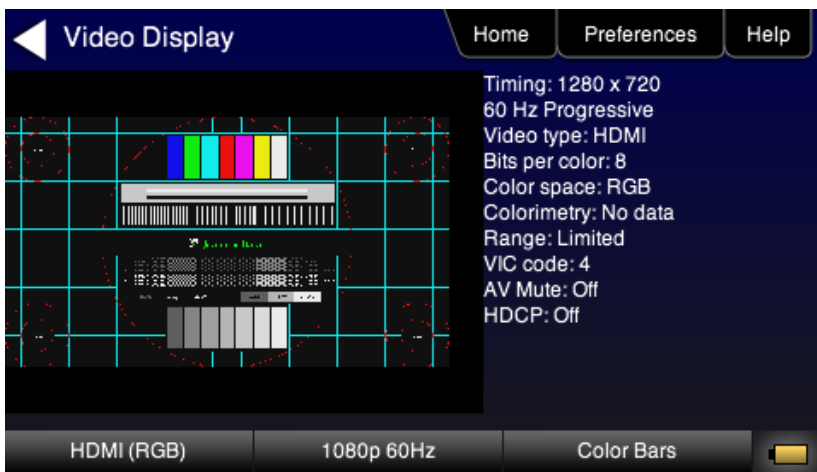 Video Display
Home
Preferences
Help
Timing: 1280 x 720
60 Hz Progressive
Video type: HDMI
Bits per color: 8
Color space: RGB
Colorimetry: No data
Range: Limited
VIC code: 4
AV Mute: Off
HDCP: Off
HDMI (RGB)
1080p 60Hz
Color Bars